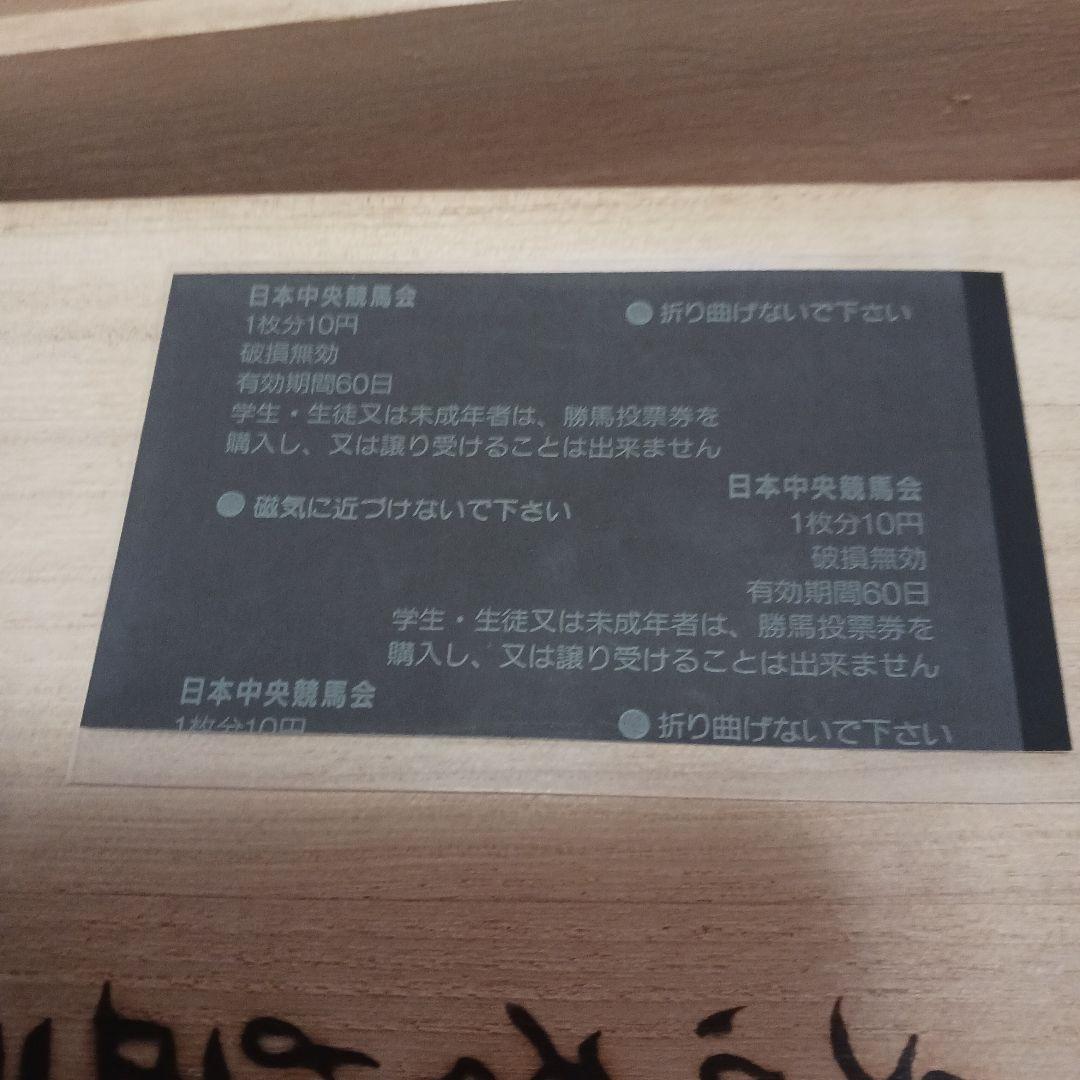 日本中央競馬会
1枚分10円
破損無効
有効期間60日
学生・生徒又は未成年者は、勝馬投票券を
購入し、又は譲り受けることは出来ません
● 折り曲げないで下さい
● 磁気に近づけないで下さい
日本中央競馬会
1枚分10円
破損無効
有効期間60日
学生・生徒又は未成年者は、勝馬投票券を
購入し、又は譲り受けることは出来ません
日本中央競馬会
1枚分10円
● 折り曲げないで下さい